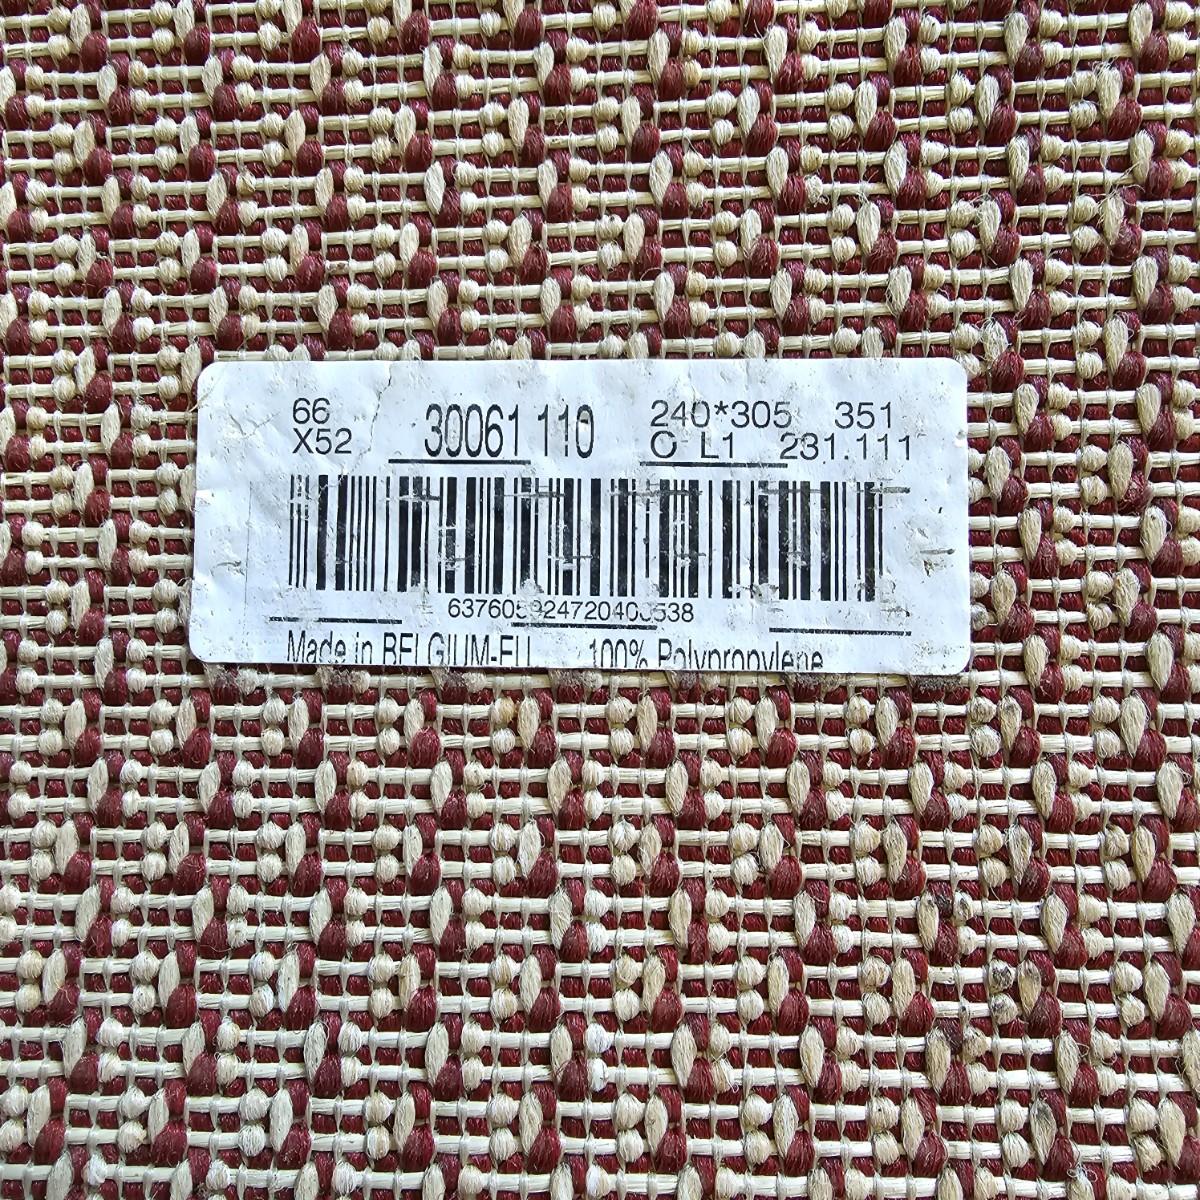 66 30061 110 240*305 351
X52 O L1 231.111
Made in BELGIUM-EU 100% Polypropylene